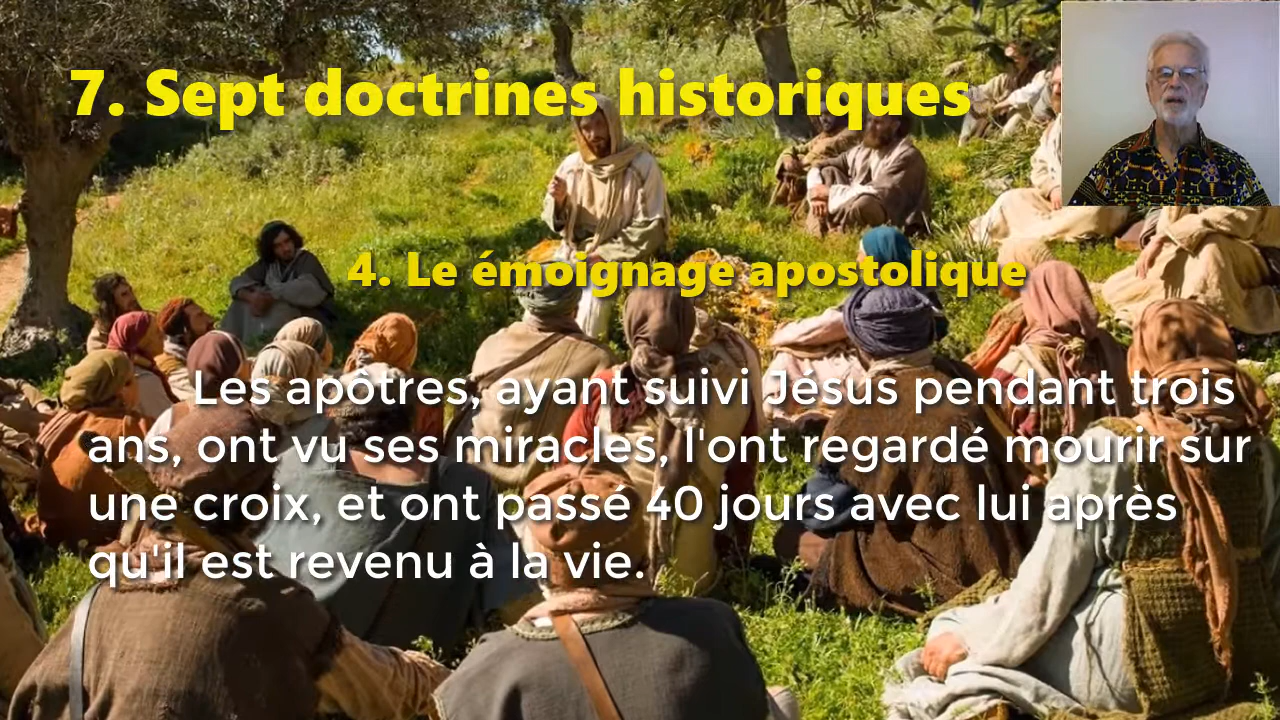 7. Sept doctrines historiques
4. Le émoignage apostolique
Les apôtres, ayant suivi Jésus pendant trois
ans, ont vu ses miracles, l'ont regardé mourir sur
une croix, et ont passé 40 jours avec lui après
qu'il est revenu à la vie.